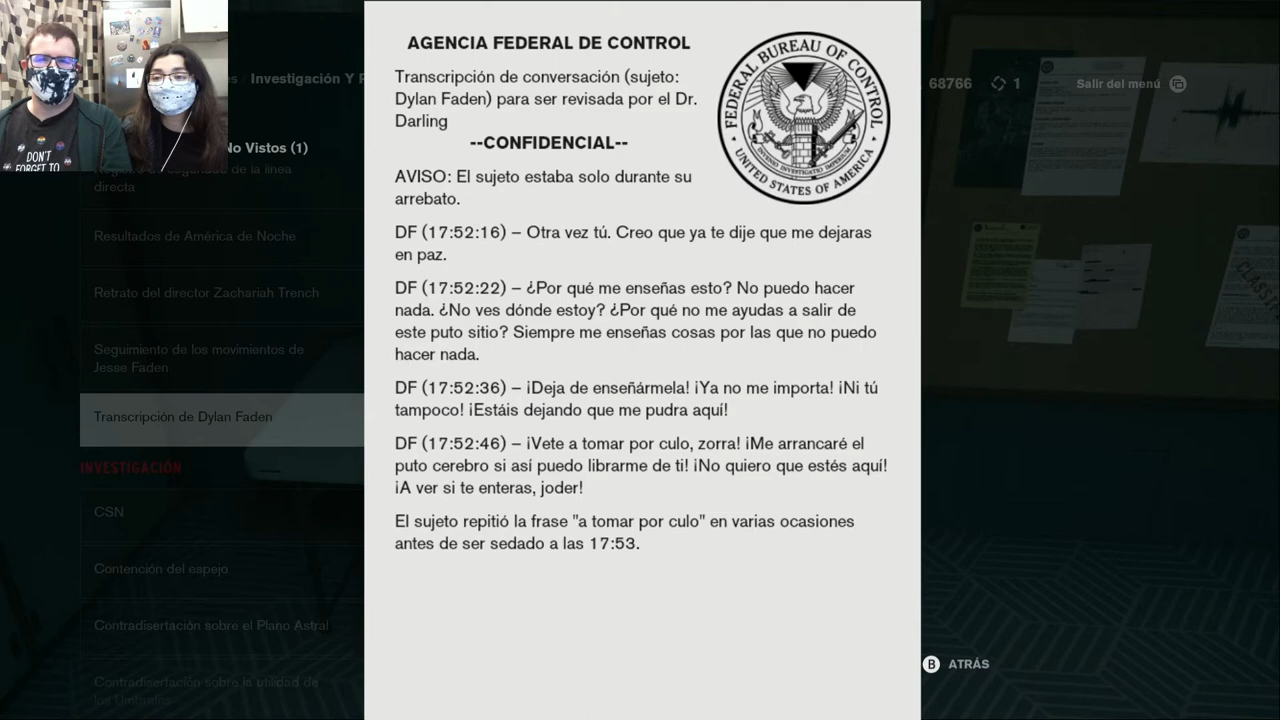 AGENCIA FEDERAL DE CONTROL
Transcripción de conversación (sujeto:
Dylan Faden) para ser revisada por el Dr.
Darling
--CONFIDENCIAL--
AVISO: El sujeto estaba solo durante su
arrebato.
DF (17:52:16) – Otra vez tú. Creo que ya te dije que me dejaras
en paz.
DF (17:52:22) – ¿Por qué me enseñas esto? No puedo hacer
nada. ¿No ves dónde estoy? ¿Por qué no me ayudas a salir de
este puto sitio? Siempre me enseñas cosas por las que no puedo
hacer nada.
DF (17:52:36) – ¡Deja de enseñármela! ¡Ya no me importa! ¡Ni tú
tampoco! ¡Estáis dejando que me pudra aquí!
DF (17:52:46) – ¡Vete a tomar por culo, zorra! ¡Me arrancaré el
puto cerebro si así puedo librarme de ti! ¡No quiero que estés aquí!
¡A ver si te enteras, joder!
El sujeto repitió la frase "a tomar por culo" en varias ocasiones
antes de ser sedado a las 17:53.
FEDERAL BUREAU OF CONTROL
UNITED STATES OF AMERICA
Investigación Y
No Vistos (1)
directa
Resultados de América de Noche
Retrato del director Zachariah Trench
Seguimiento de los movimientos de
Jesse Faden
Transcripción de Dylan Faden
INVESTIGACIÓN
CSN
Contención del espejo
Contradisertación sobre el Plano Astral
Contradisertación sobre la utilidad de
los Umbrales
DON'T
FORGET TO
68766
1
Salir del menú
B ATRÁS